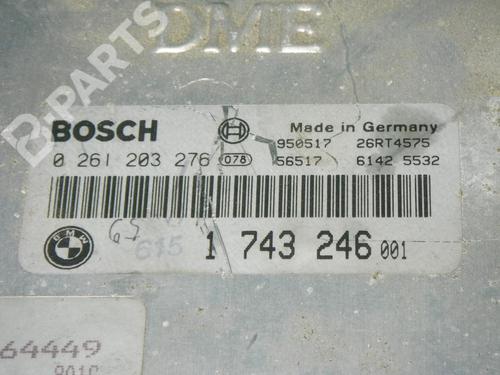 DME
B-PARTS
BOSCH
Made in Germany
950517 26RT4575
0 261 203 276 078 56517 6142 5532
BMW
615 1 743 246 001
64449